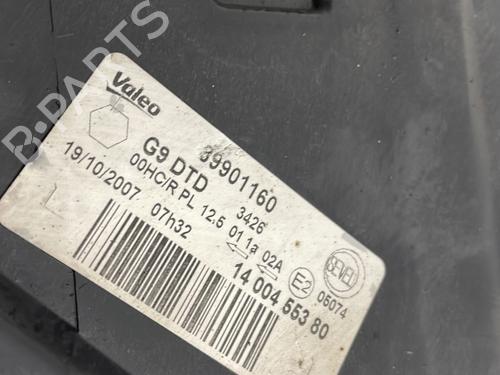 B-PARTS
Valeo
89901160
G9 DTD 3426
00HC/R PL 12.5 01 1a 02A
19/10/2007 07h32
L
E2 05074
SEVEL
14 004 553 80